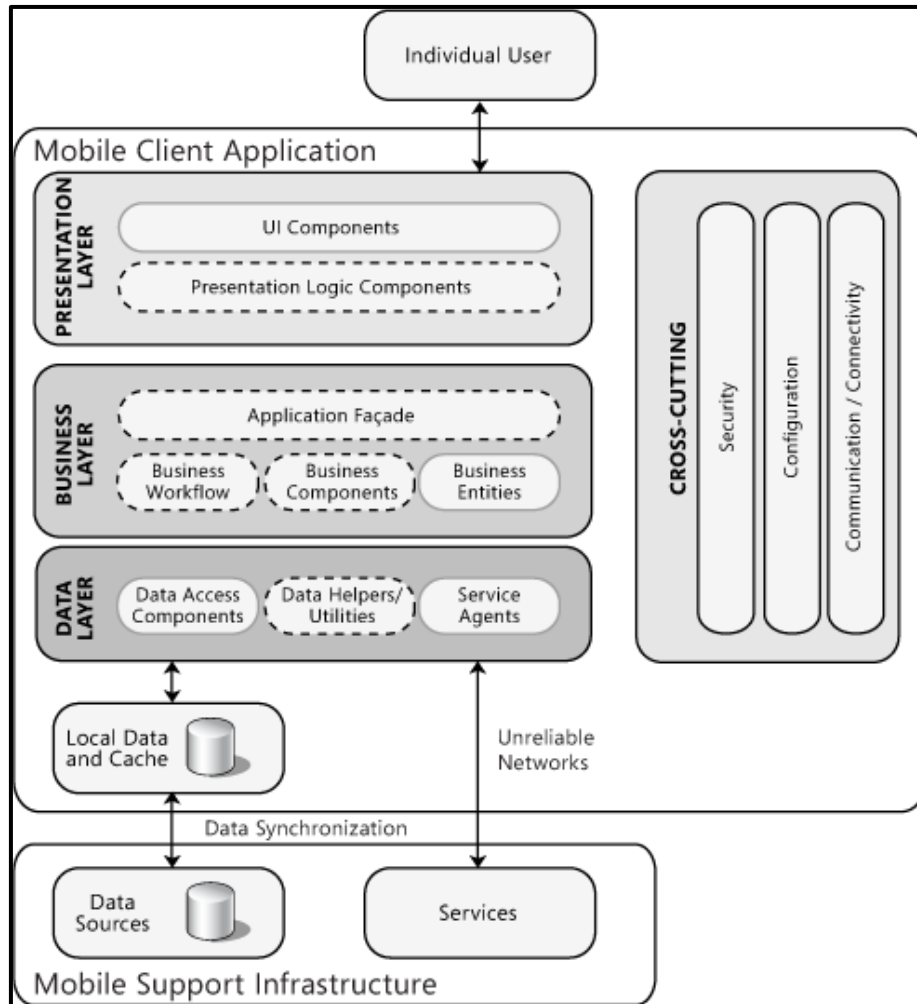 Individual User
Mobile Client Application
PRESENTATION
LAYER
UI Components
Presentation Logic Components
BUSINESS
LAYER
Application Façade
Business
Workflow
Business
Components
Business
Entities
DATA
LAYER
Data Access
Components
Data Helpers/
Utilities
Service
Agents
CROSS-CUTTING
Security
Configuration
Communication / Connectivity
Local Data
and Cache
Unreliable
Networks
Data Synchronization
Data
Sources
Services
Mobile Support Infrastructure